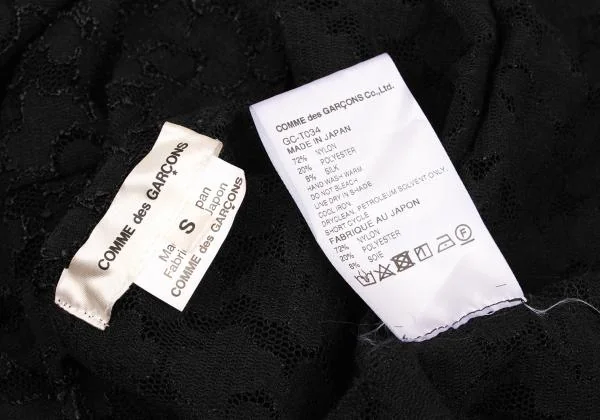 COMME des GARÇONS
*
S
Ma pan
Fabri Japon
COMME des GARÇONS
COMME des GARÇONS Co.,Ltd.
GC-T034
MADE IN JAPAN
72% NYLON
20% POLYESTER
8% SILK
HAND WASH WARM
DO NOT BLEACH
LINE DRY IN SHADE
COOL IRON
DRYCLEAN, PETROLEUM SOLVENT ONLY.
SHORT CYCLE
FABRIQUE AU JAPON
72% NYLON
20% POLYESTER
8% SOIE